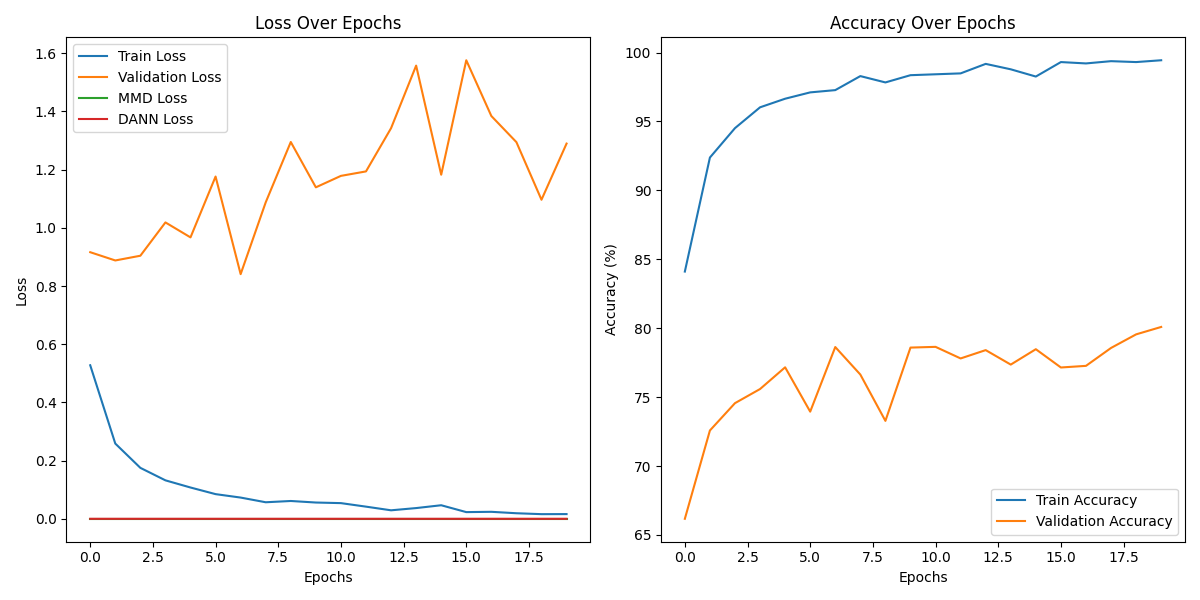 Loss Over Epochs
1.6
1.4
1.2
1.0
0.8
0.6
0.4
0.2
0.0
Loss
Train Loss
Validation Loss
MMD Loss
DANN Loss
0.0 2.5 5.0 7.5 10.0 12.5 15.0 17.5
Epochs
Accuracy Over Epochs
100
95
90
85
80
75
70
65
Accuracy (%)
Train Accuracy
Validation Accuracy
0.0 2.5 5.0 7.5 10.0 12.5 15.0 17.5
Epochs